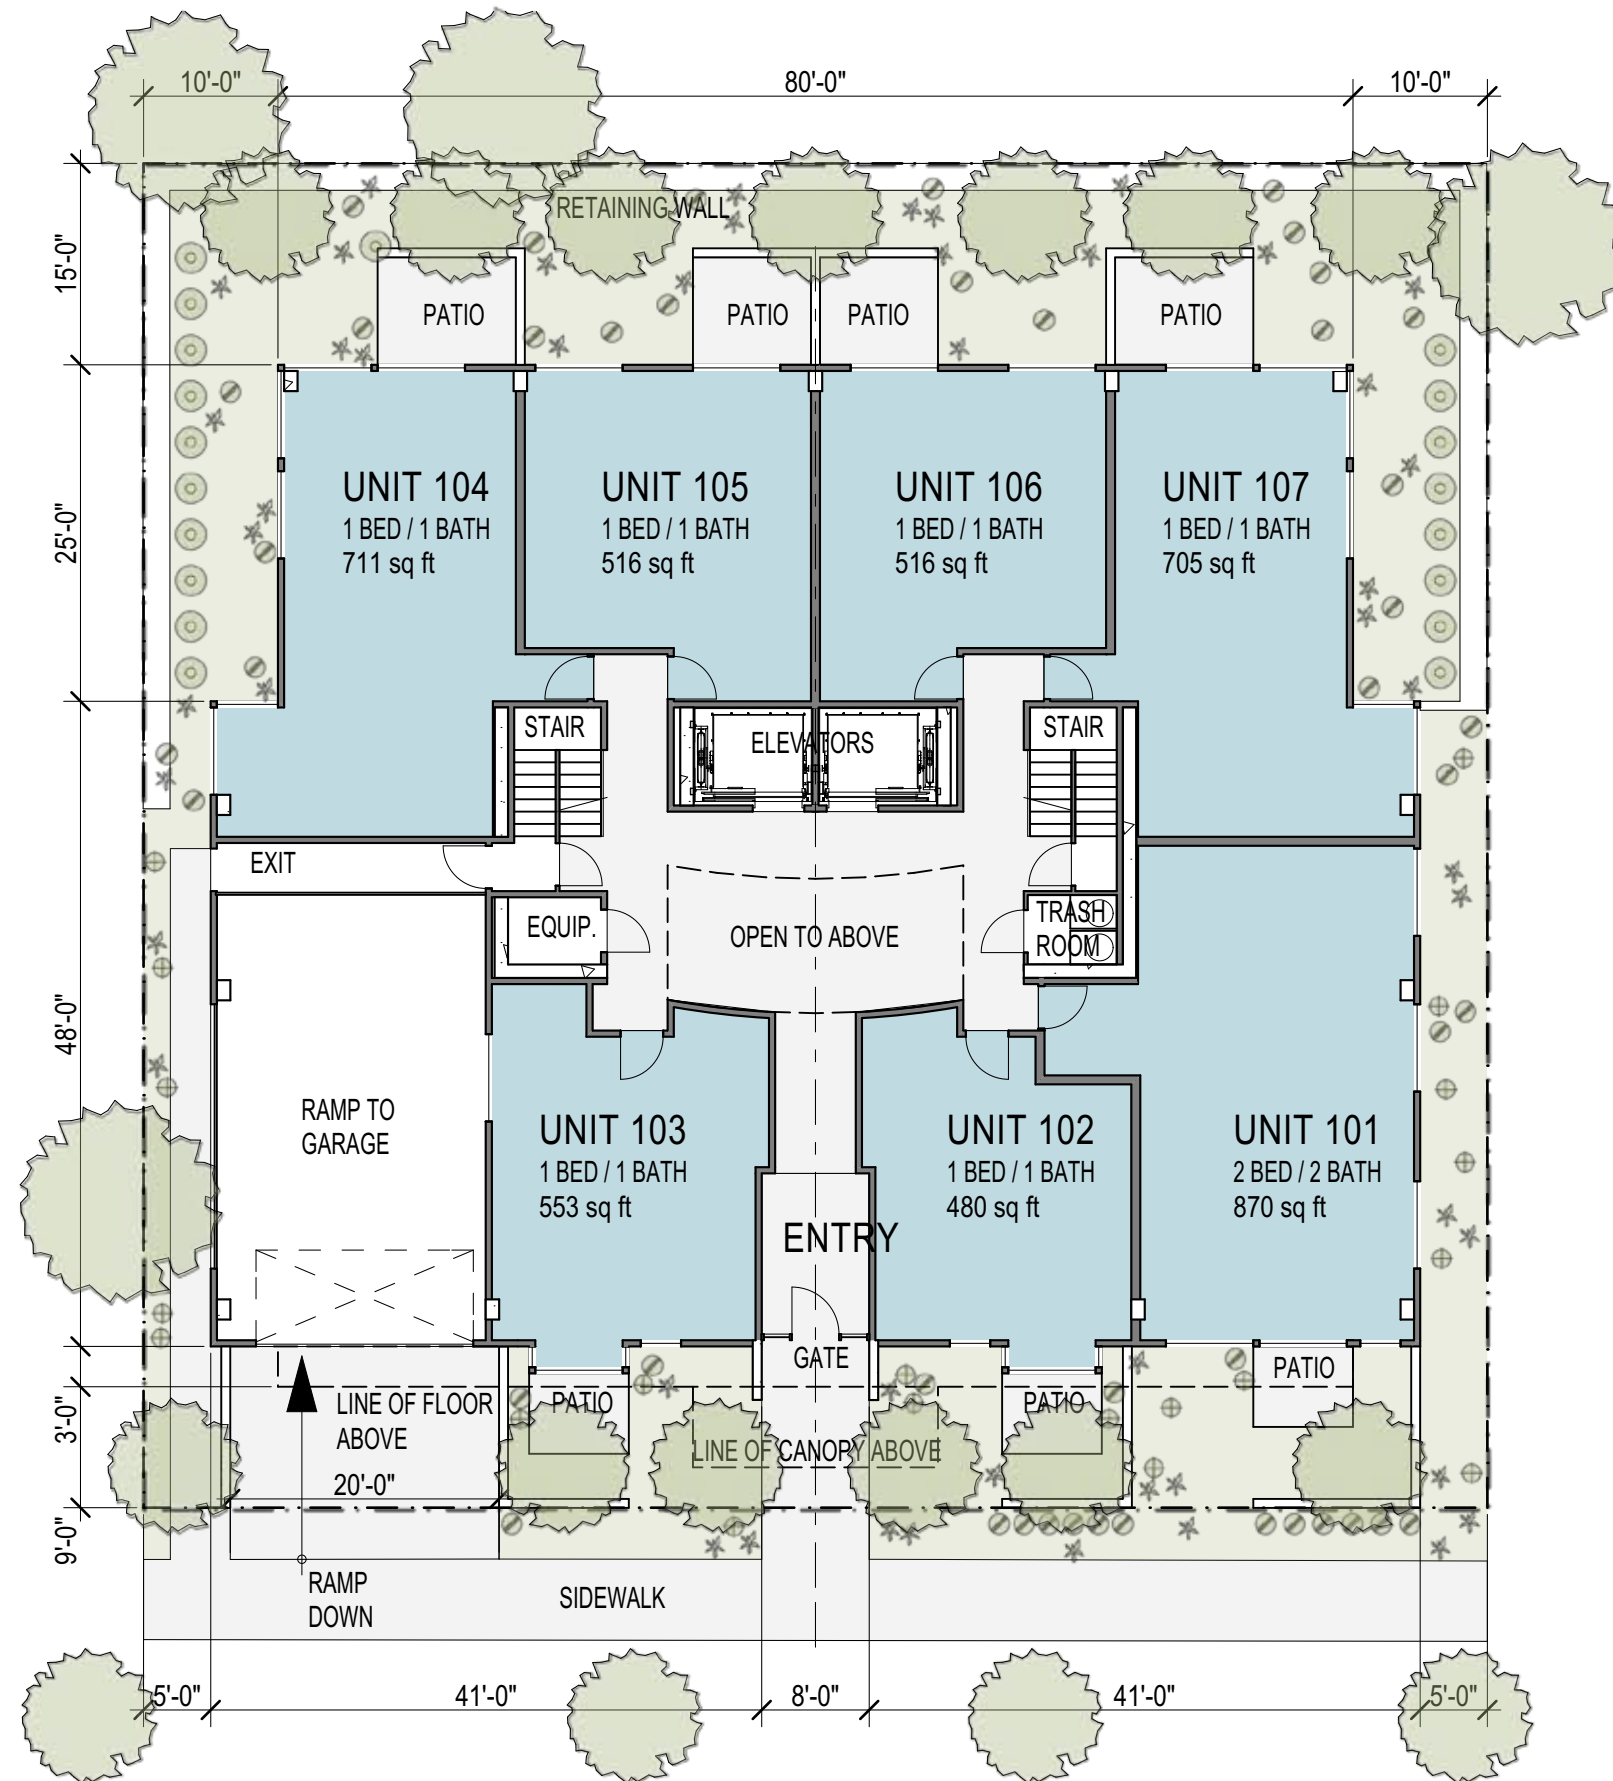 10'-0"
80'-0"
10'-0"
RETAINING WALL
15'-0"
PATIO
PATIO
PATIO
PATIO
25'-0"
UNIT 104
1 BED / 1 BATH
711 sq ft
UNIT 105
1 BED / 1 BATH
516 sq ft
UNIT 106
1 BED / 1 BATH
516 sq ft
UNIT 107
1 BED / 1 BATH
705 sq ft
STAIR
ELEVATORS
STAIR
EXIT
EQUIP.
OPEN TO ABOVE
TRASH
ROOM
48'-0"
RAMP TO
GARAGE
UNIT 103
1 BED / 1 BATH
553 sq ft
UNIT 102
1 BED / 1 BATH
480 sq ft
UNIT 101
2 BED / 2 BATH
870 sq ft
ENTRY
GATE
PATIO
3'-0"
LINE OF FLOOR
ABOVE
PATIO
PATIO
LINE OF CANOPY ABOVE
20'-0"
9'-0"
RAMP
DOWN
SIDEWALK
5'-0"
41'-0"
8'-0"
41'-0"
5'-0"